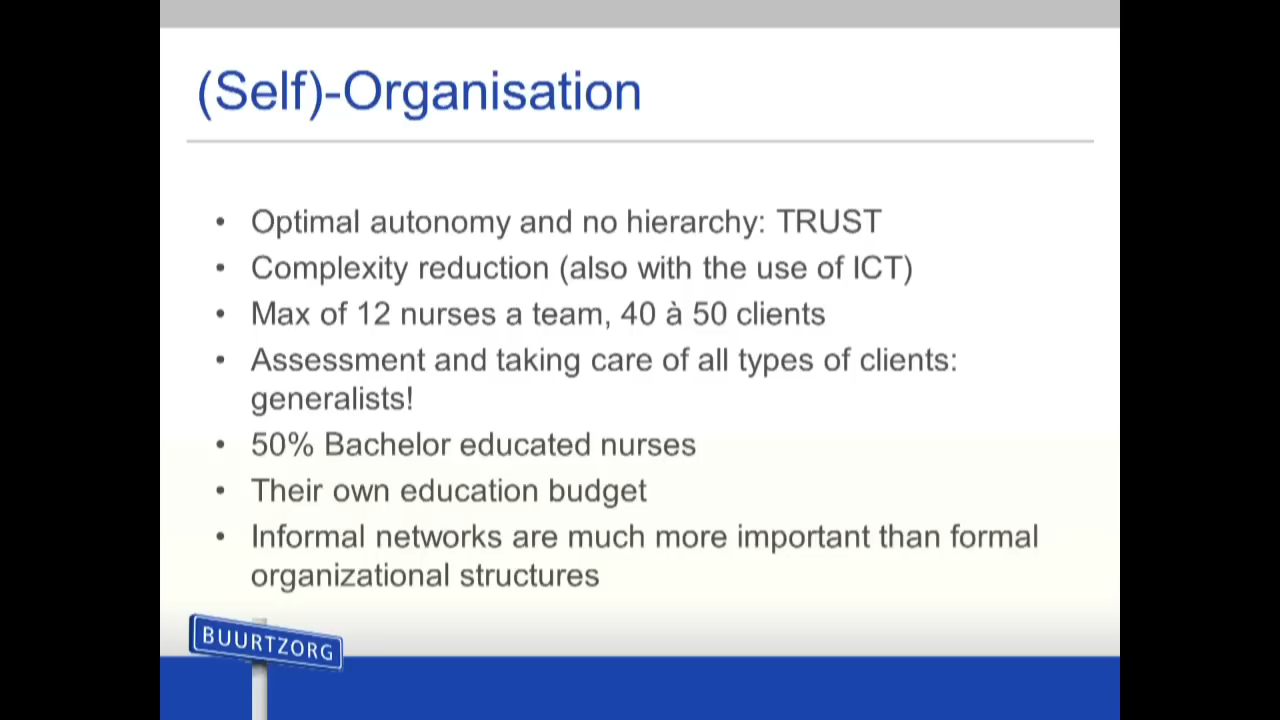 (Self)-Organisation
• Optimal autonomy and no hierarchy: TRUST
• Complexity reduction (also with the use of ICT)
• Max of 12 nurses a team, 40 à 50 clients
• Assessment and taking care of all types of clients:
generalists!
• 50% Bachelor educated nurses
• Their own education budget
• Informal networks are much more important than formal
organizational structures
BUURTZORG